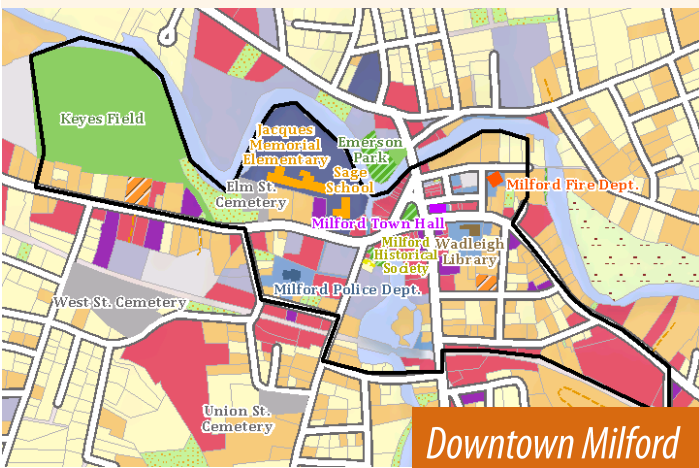 Keyes Field
Jacques
Memorial
Elementary
Emerson
Park
Sage
School
Elm St.
Cemetery
Milford Fire Dept.
Milford Town Hall
Milford
Historical
Society
Wadleigh
Library
Milford Police Dept.
West St. Cemetery
Union St.
Cemetery
Downtown Milford